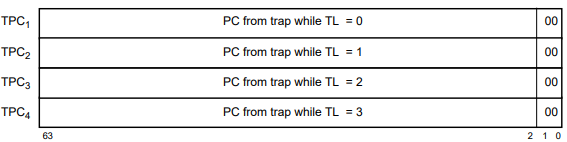 TPC1 PC from trap while TL = 0 00
TPC2 PC from trap while TL = 1 00
TPC3 PC from trap while TL = 2 00
TPC4 PC from trap while TL = 3 00
63 2 1 0